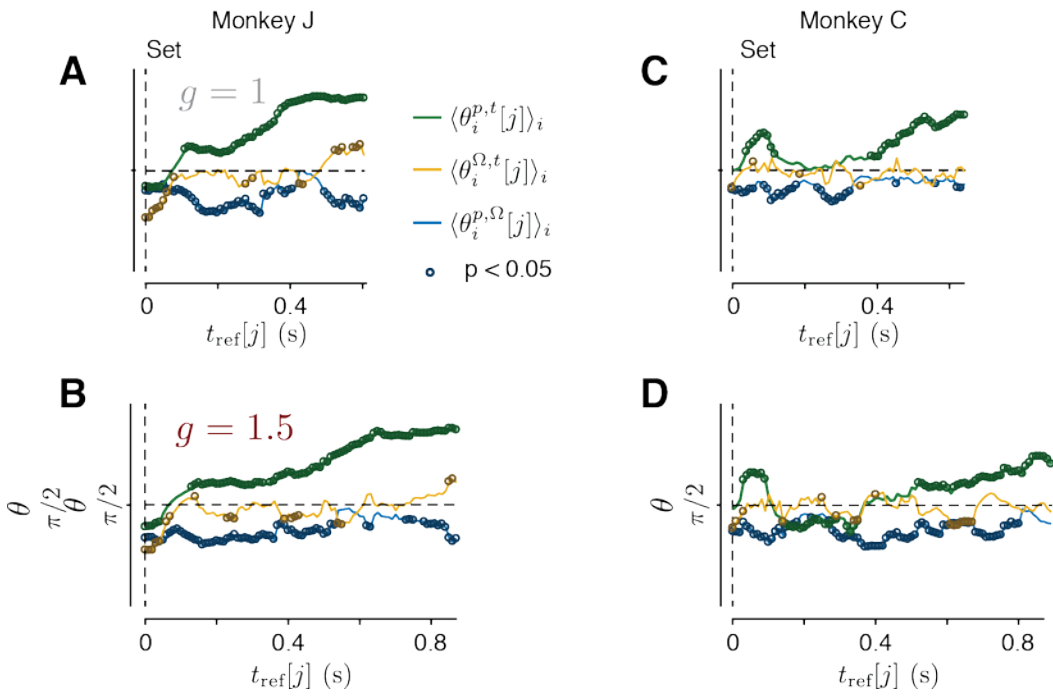 Monkey J
Monkey C
A
Set
g = 1
⟨θ_i^{p,t}[j]⟩_i
⟨θ_i^{Ω,t}[j]⟩_i
⟨θ_i^{p,Ω}[j]⟩_i
p < 0.05
0
0.4
t_ref[j] (s)
C
Set
0
0.4
t_ref[j] (s)
B
g = 1.5
θ
π/2
θ
π/2
0
0.4
0.8
t_ref[j] (s)
D
θ
π/2
0
0.4
0.8
t_ref[j] (s)